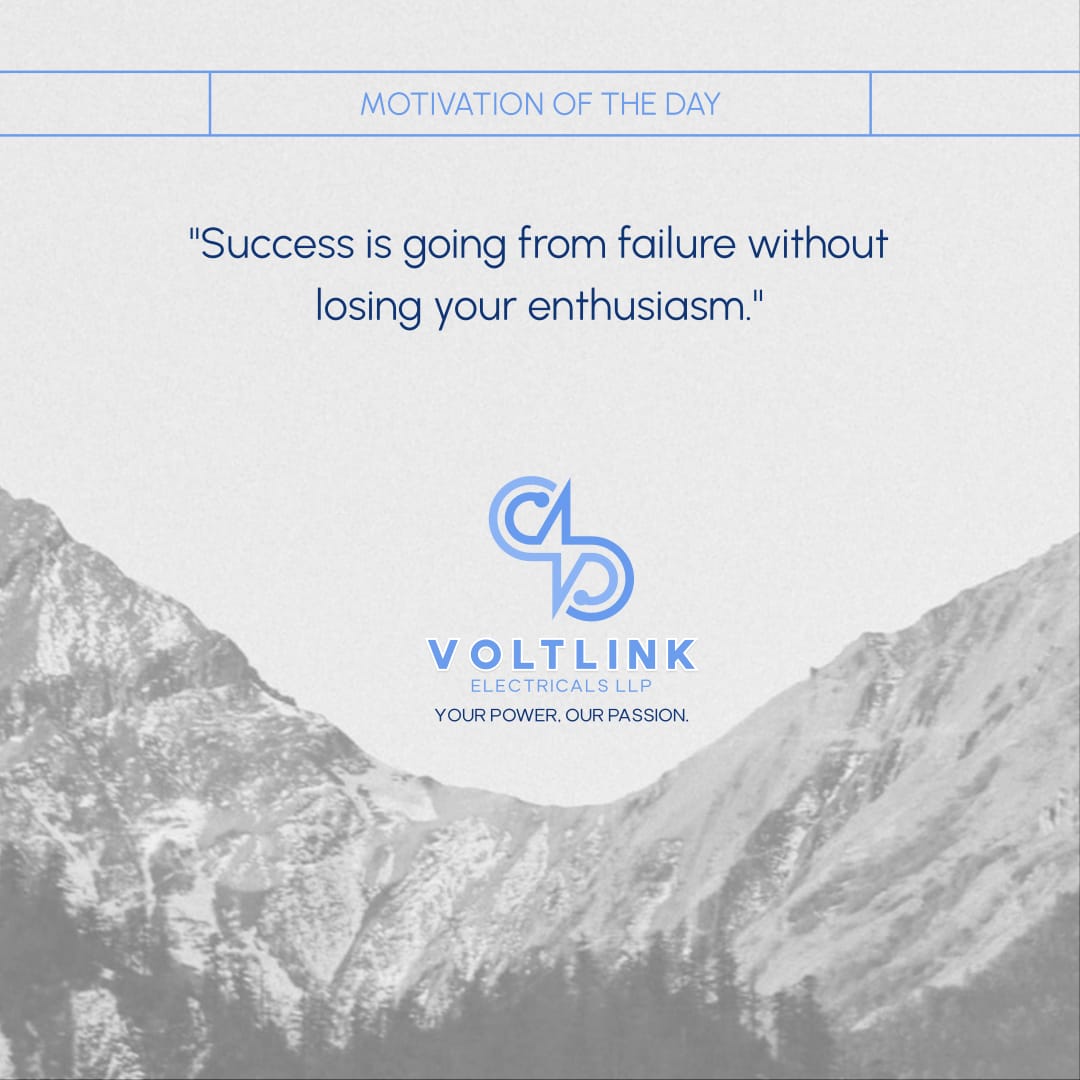 MOTIVATION OF THE DAY
"Success is going from failure without
losing your enthusiasm."
VOLTLINK
ELECTRICALS LLP
YOUR POWER, OUR PASSION.